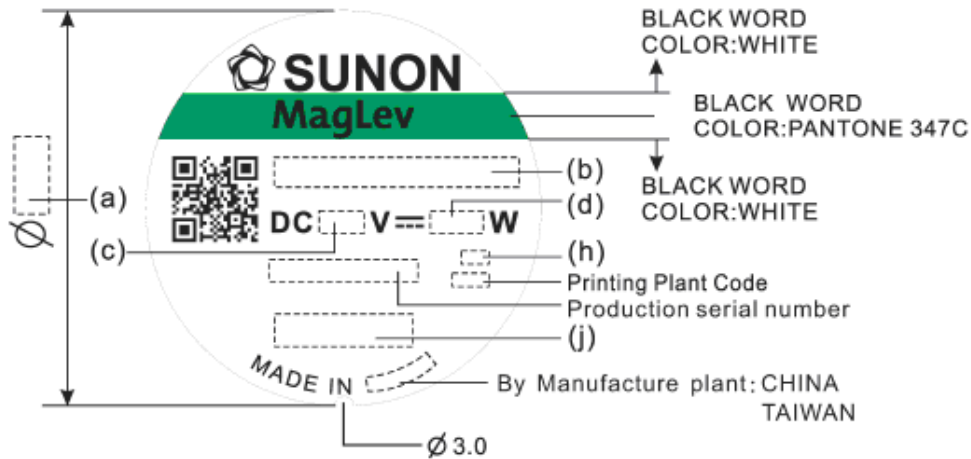 BLACK WORD
COLOR:WHITE
SUNON
MagLev
BLACK WORD
COLOR:PANTONE 347C
(a)
(b)
BLACK WORD
COLOR:WHITE
DC V W
(d)
(c)
(h)
Printing Plant Code
Production serial number
(j)
MADE IN
By Manufacture plant: CHINA
TAIWAN
Ø
Ø 3.0